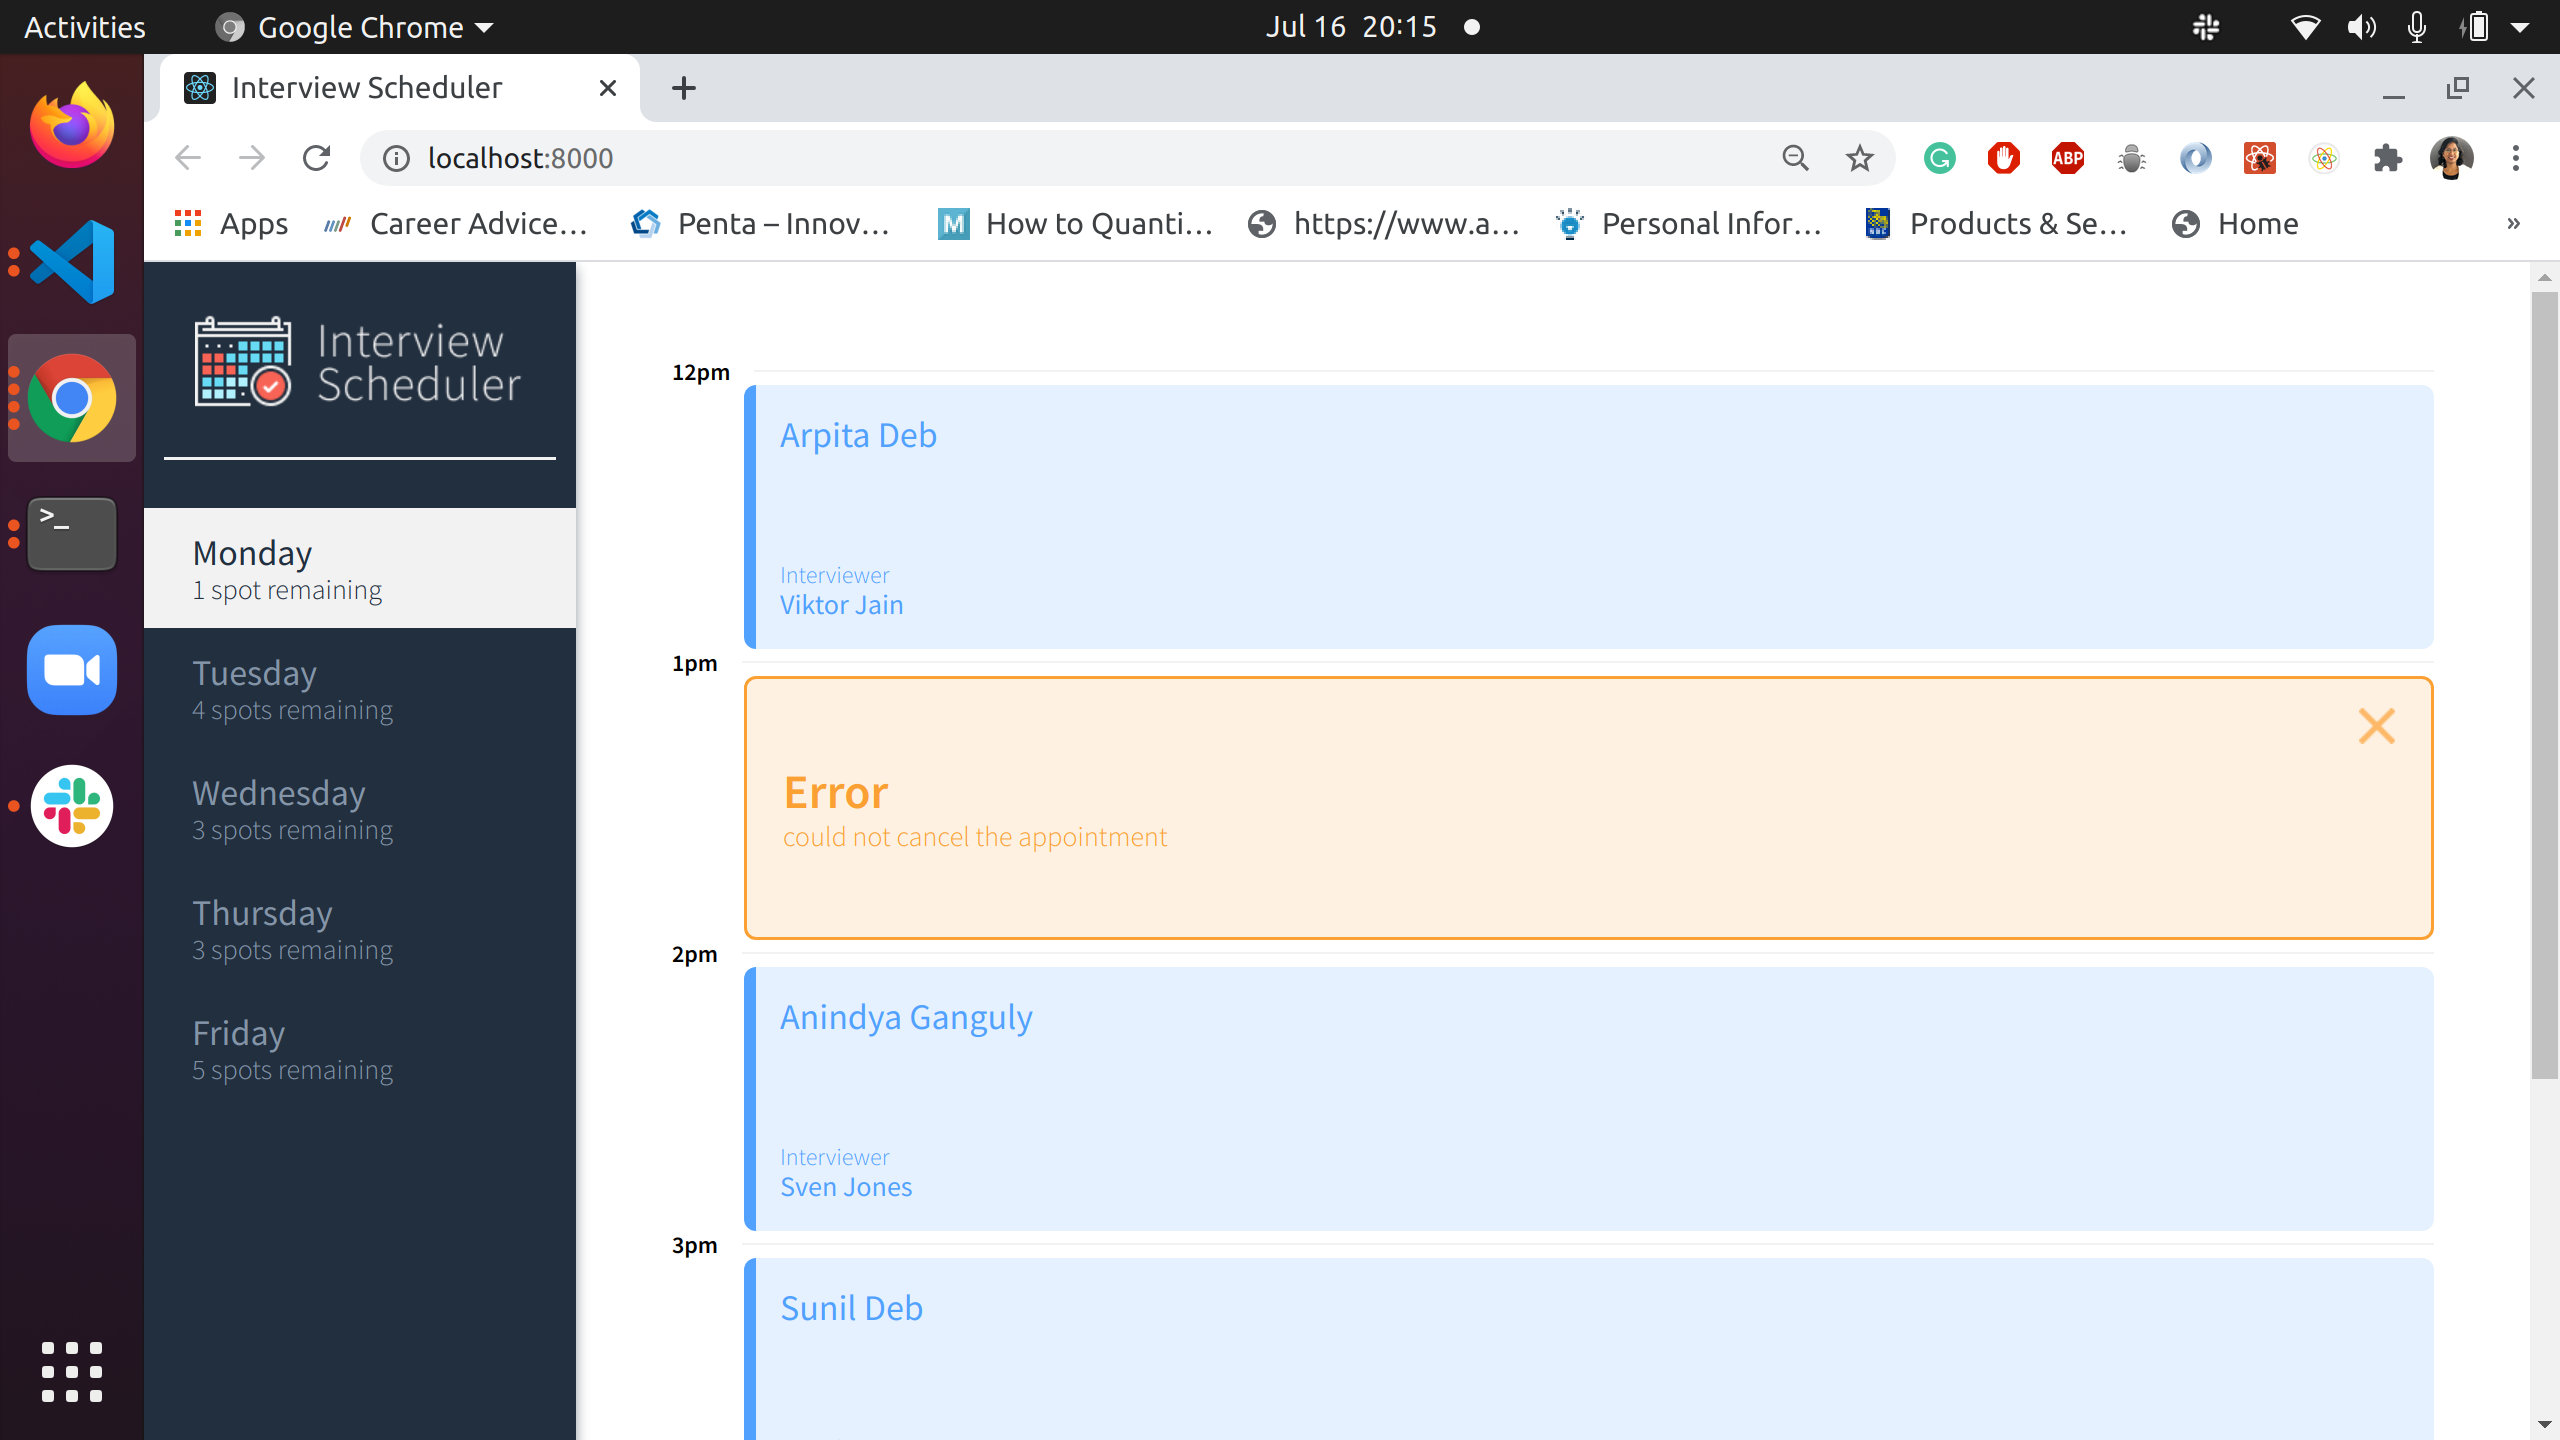 Activities
Google Chrome
Jul 16 20:15
Interview Scheduler
localhost:8000
ABP
Apps
Career Advice...
Penta – Innov...
M
How to Quanti...
https://www.a...
Personal Infor...
Products & Se...
Home
»
>_
Interview
Scheduler
Monday
1 spot remaining
Tuesday
4 spots remaining
Wednesday
3 spots remaining
Thursday
3 spots remaining
Friday
5 spots remaining
12pm
Arpita Deb
Interviewer
Viktor Jain
1pm
Error
could not cancel the appointment
2pm
Anindya Ganguly
Interviewer
Sven Jones
3pm
Sunil Deb